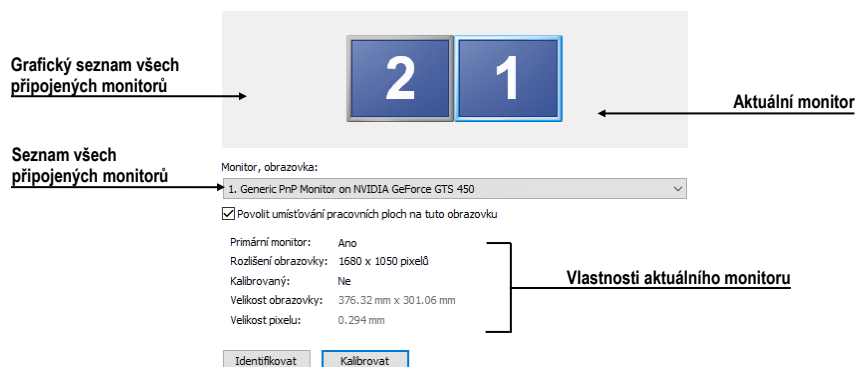 2 1
Grafický seznam všech
připojených monitorů
Aktuální monitor
Seznam všech
připojených monitorů
Monitor, obrazovka:
1. Generic PnP Monitor on NVIDIA GeForce GTS 450
Povolit umísťování pracovních ploch na tuto obrazovku
Primární monitor: Ano
Rozlišení obrazovky: 1680 x 1050 pixelů
Kalibrovaný: Ne
Vlastnosti aktuálního monitoru
Velikost obrazovky: 376.32 mm x 301.06 mm
Velikost pixelu: 0.294 mm
Identifikovat Kalibrovat